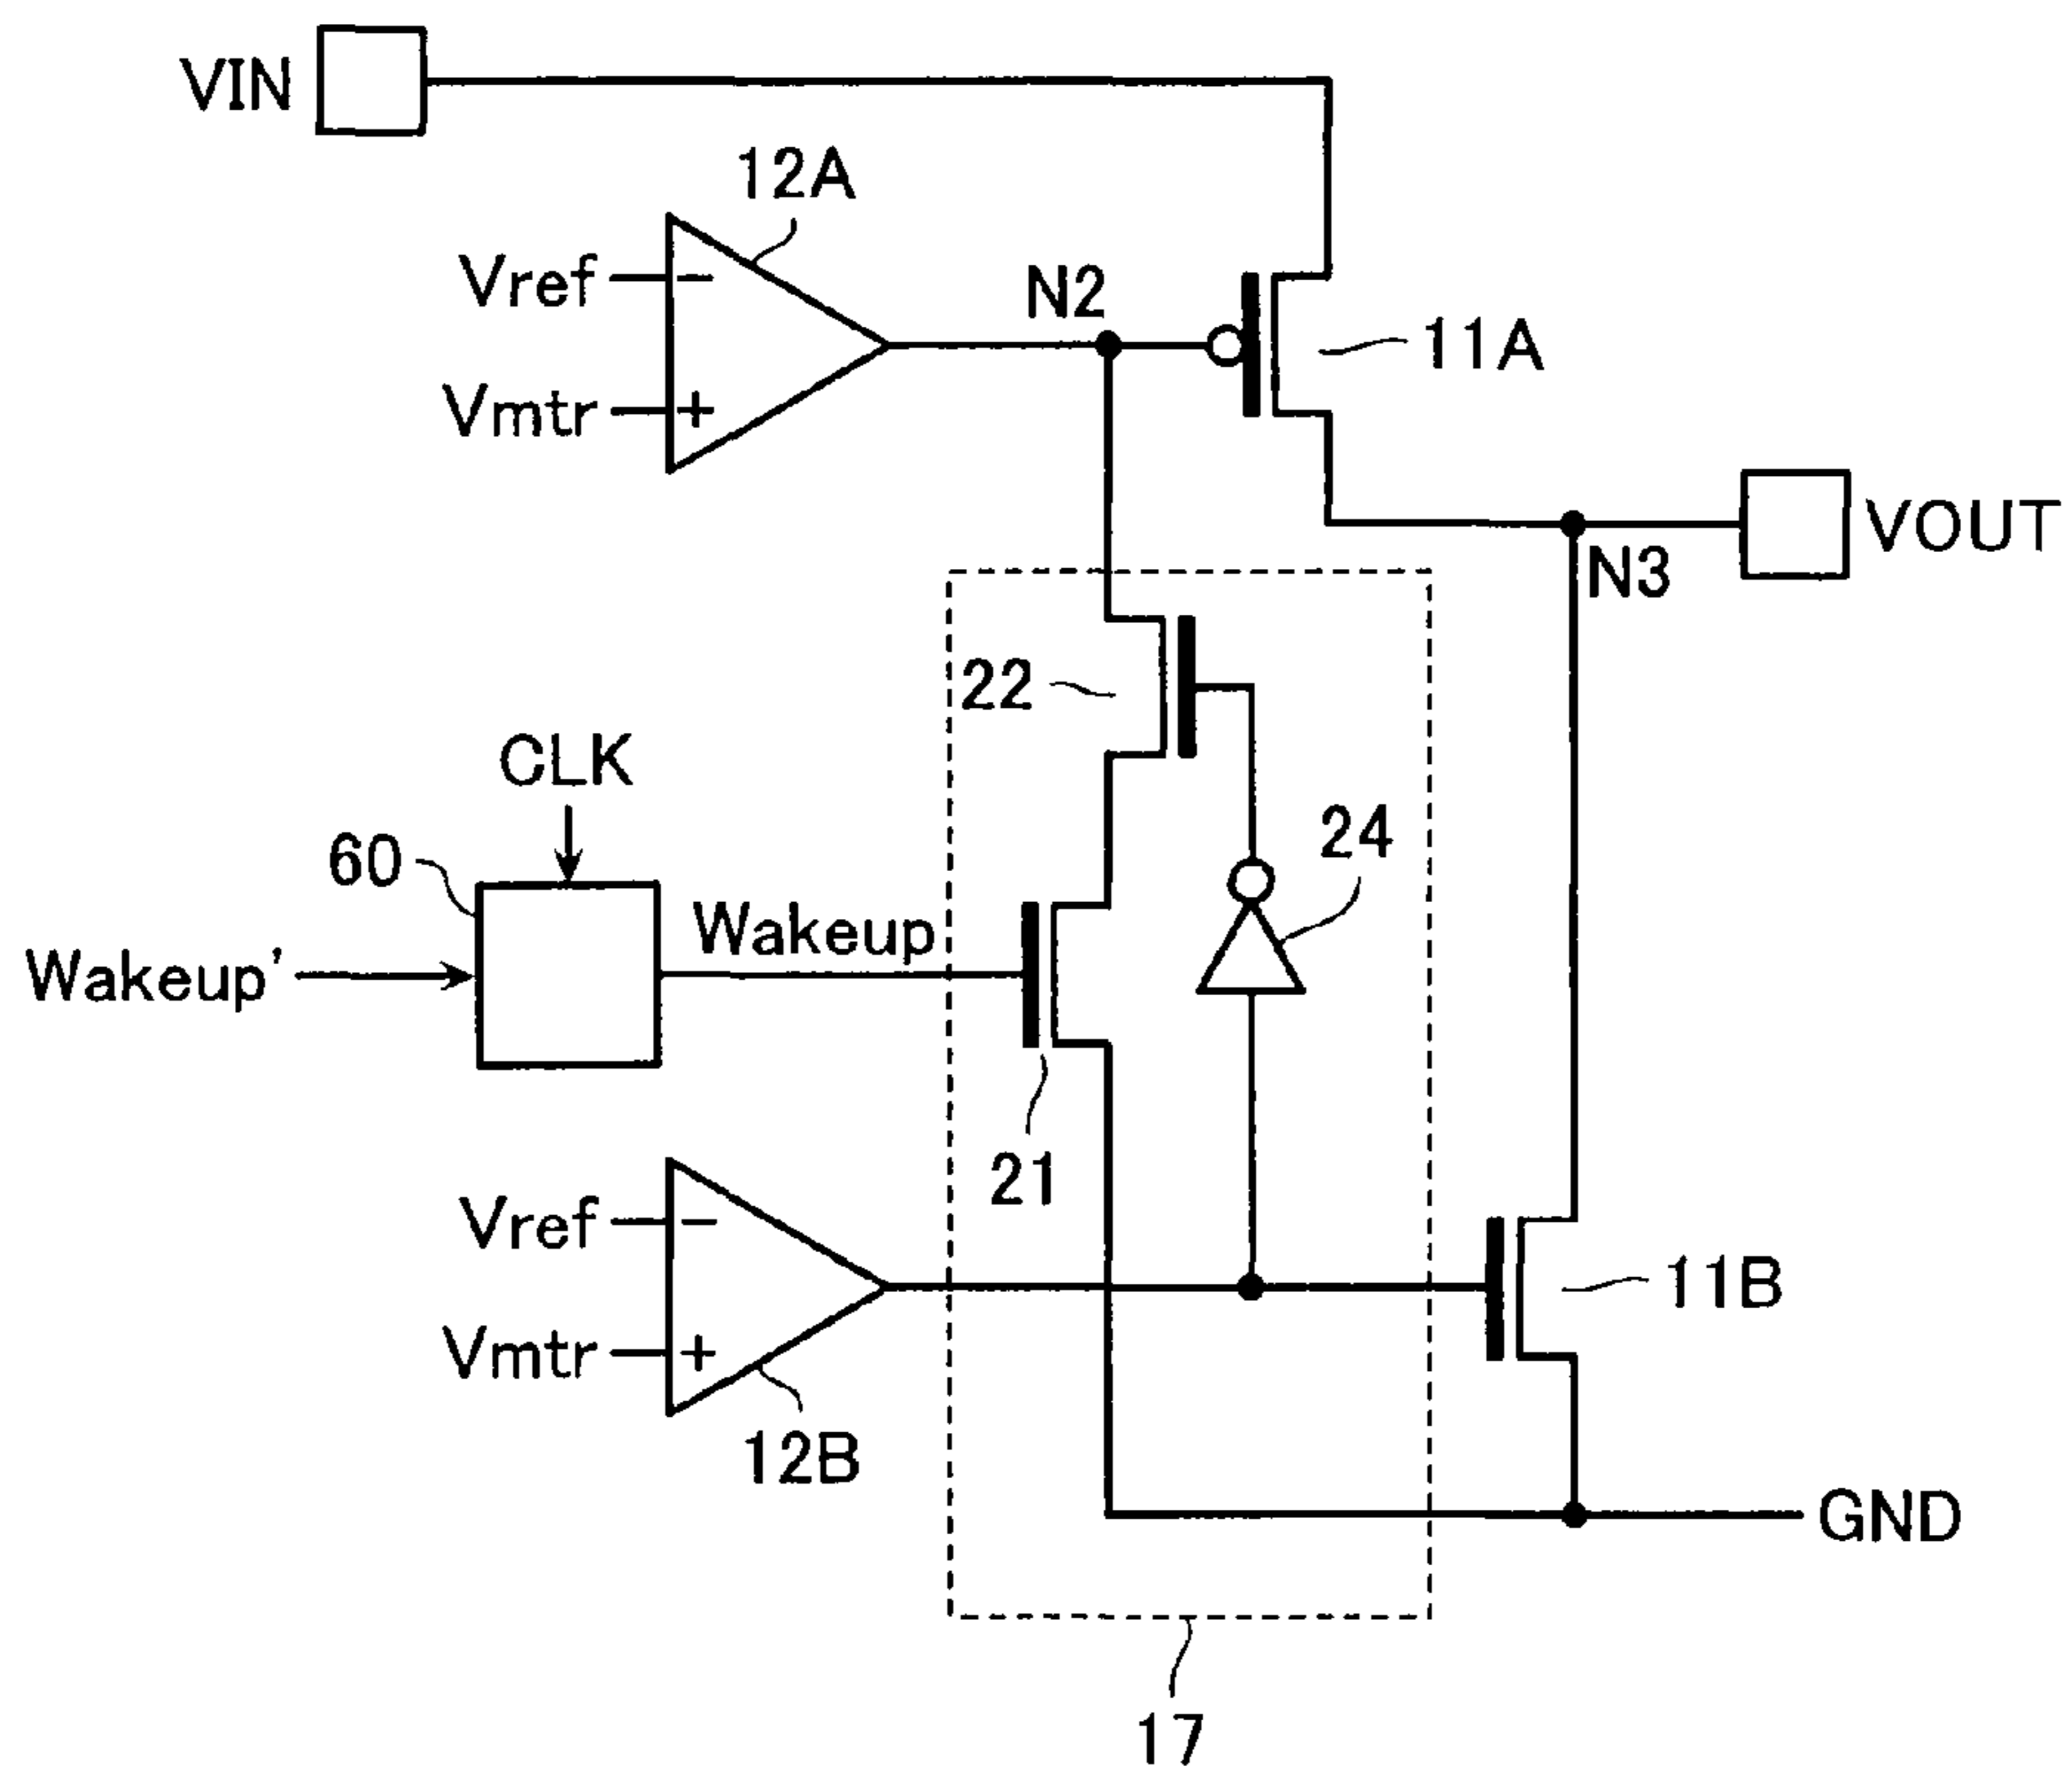 VIN
12A
Vref
−
N2
11A
Vmtr
+
VOUT
N3
22
CLK
24
60
Wakeup
Wakeup'
21
Vref
−
11B
Vmtr
+
12B
GND
17